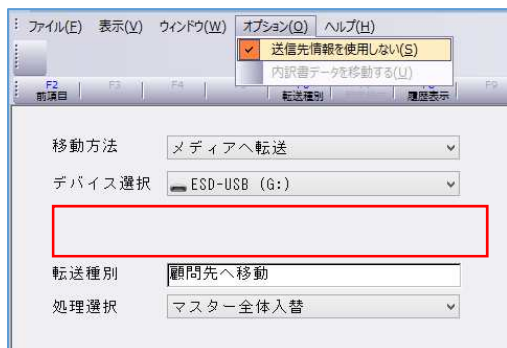 ファイル(F) 表示(V) ウィンドウ(W) オプション(O) ヘルプ(H)
送信先情報を使用しない(S)
内訳書データを移動する(U)
F2 F3 F4 F9
前項目 転送種別 履歴表示
移動方法 メディアへ転送
デバイス選択 ESD-USB (G:)
転送種別 顧問先へ移動
処理選択 マスター全体入替